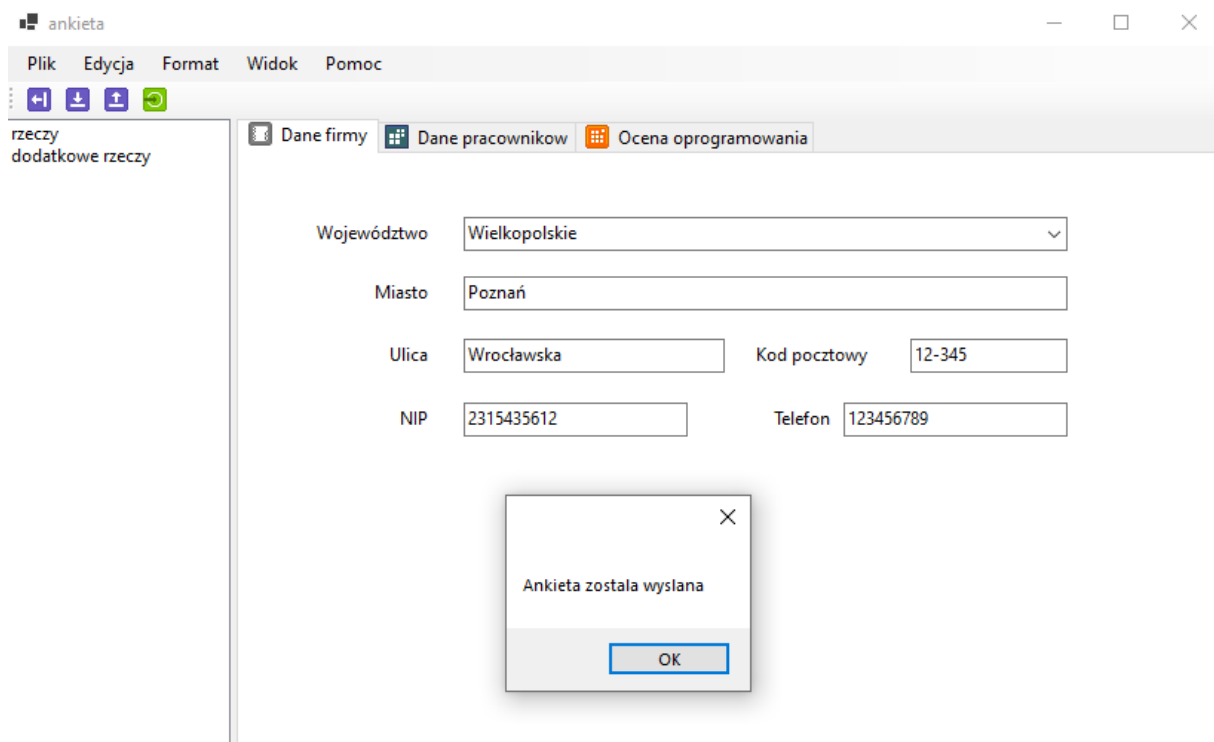 ankieta
Plik Edycja Format Widok Pomoc
rzeczy
dodatkowe rzeczy
Dane firmy Dane pracownikow Ocena oprogramowania
Województwo Wielkopolskie
Miasto Poznań
Ulica Wrocławska Kod pocztowy 12-345
NIP 2315435612 Telefon 123456789
Ankieta zostala wyslana
OK